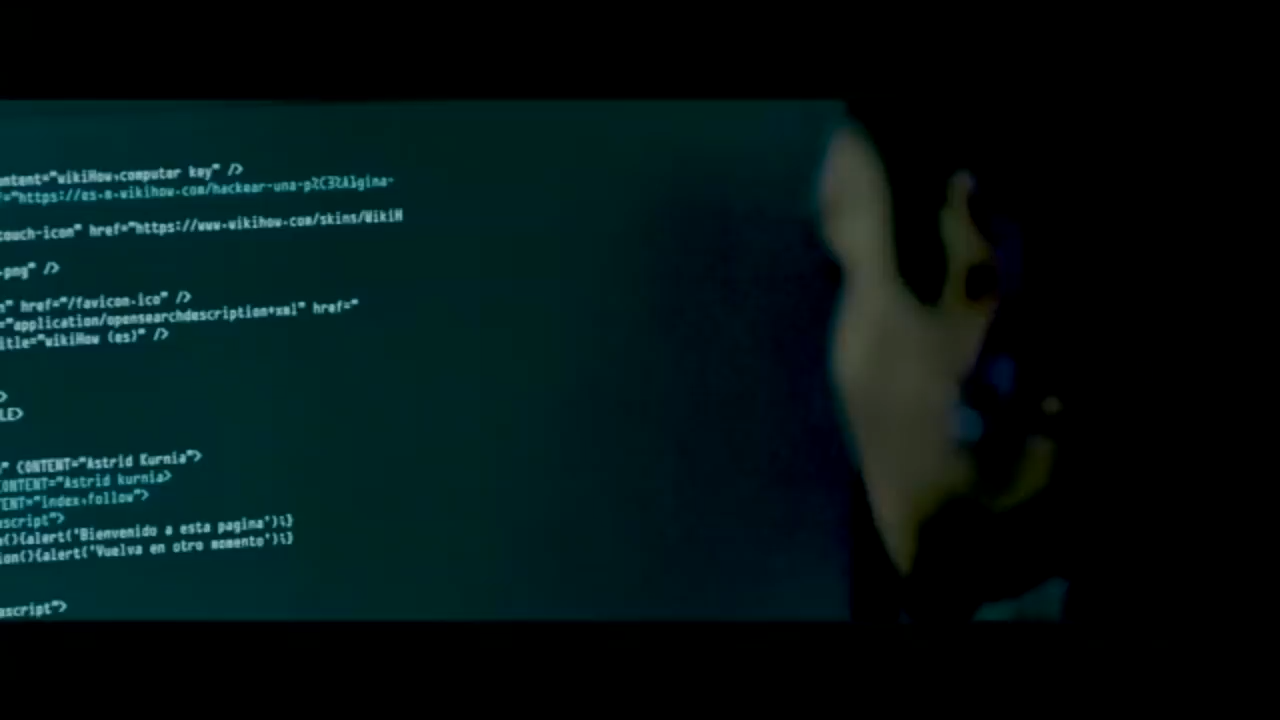 ontent="wikiHow,computer key" />
f="https://es.m.wikihow.com/hackear-una-p%C3%A1gina-
touch-icon" href="https://www.wikihow.com/skins/WikiH
.png" />
n" href="/favicon.ico" />
="application/opensearchdescription+xml" href="
itle="wikiHow (es)" />
>
LE>
" CONTENT="Astrid Kurnia">
CONTENT="Astrid kurnia>
TENT="index,follow">
ascript">
n(){alert('Bienvenido a esta pagina');}
ion(){alert('Vuelva en otro momento');}
ascript">